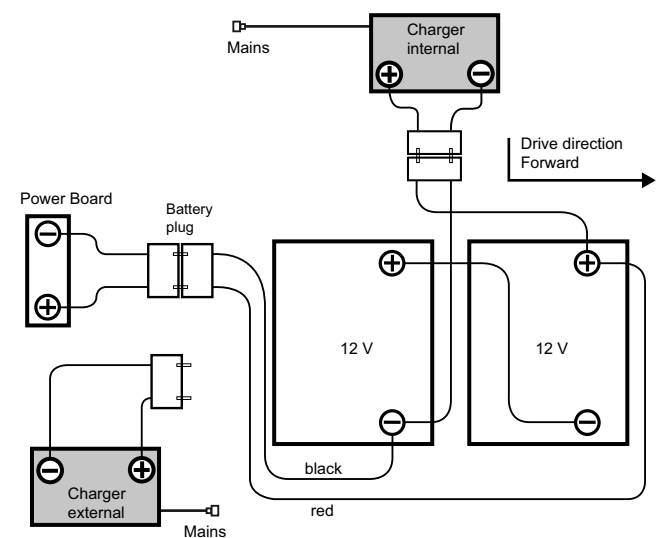 Charger
internal
Mains
Drive direction
Forward
Power Board
Battery
plug
12 V
12 V
black
red
Charger
external
Mains